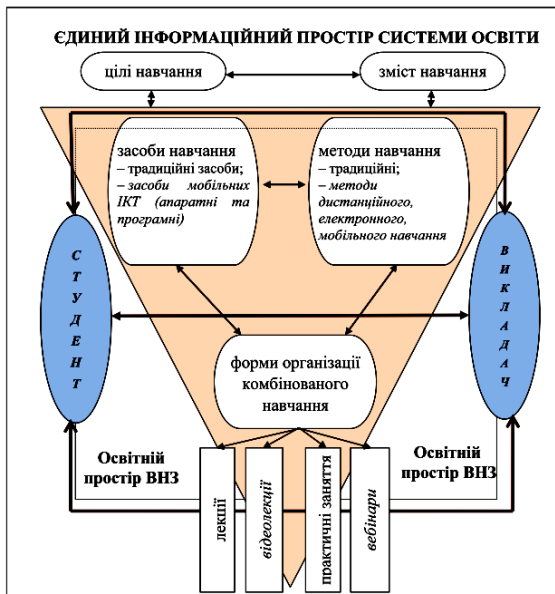 ЄДИНИЙ ІНФОРМАЦІЙНИЙ ПРОСТІР СИСТЕМИ ОСВІТИ
цілі навчання
зміст навчання
засоби навчання
– традиційні засоби;
– засоби мобільних
ІКТ (апаратні та
програмні)
методи навчання
– традиційні;
– методи
дистанційного,
електронного,
мобільного навчання
СТУДЕНТ
ВИКЛАДАЧ
форми організації
комбінованого
навчання
Освітній
простір ВНЗ
Освітній
простір ВНЗ
лекції
відеолекції
практичні заняття
вебінари